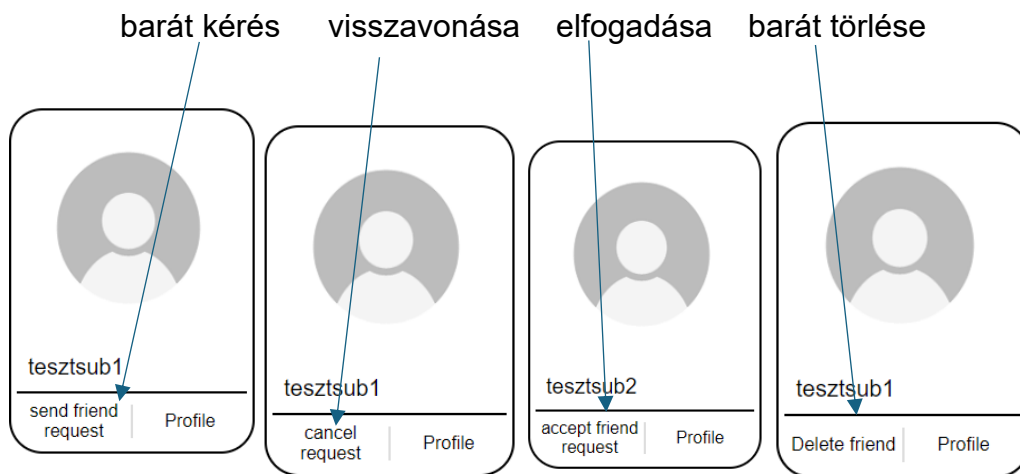 barát kérés visszavonása elfogadása barát törlése
tesztsub1
send friend
request
Profile
tesztsub1
cancel
request
Profile
tesztsub2
accept friend
request
Profile
tesztsub1
Delete friend
Profile